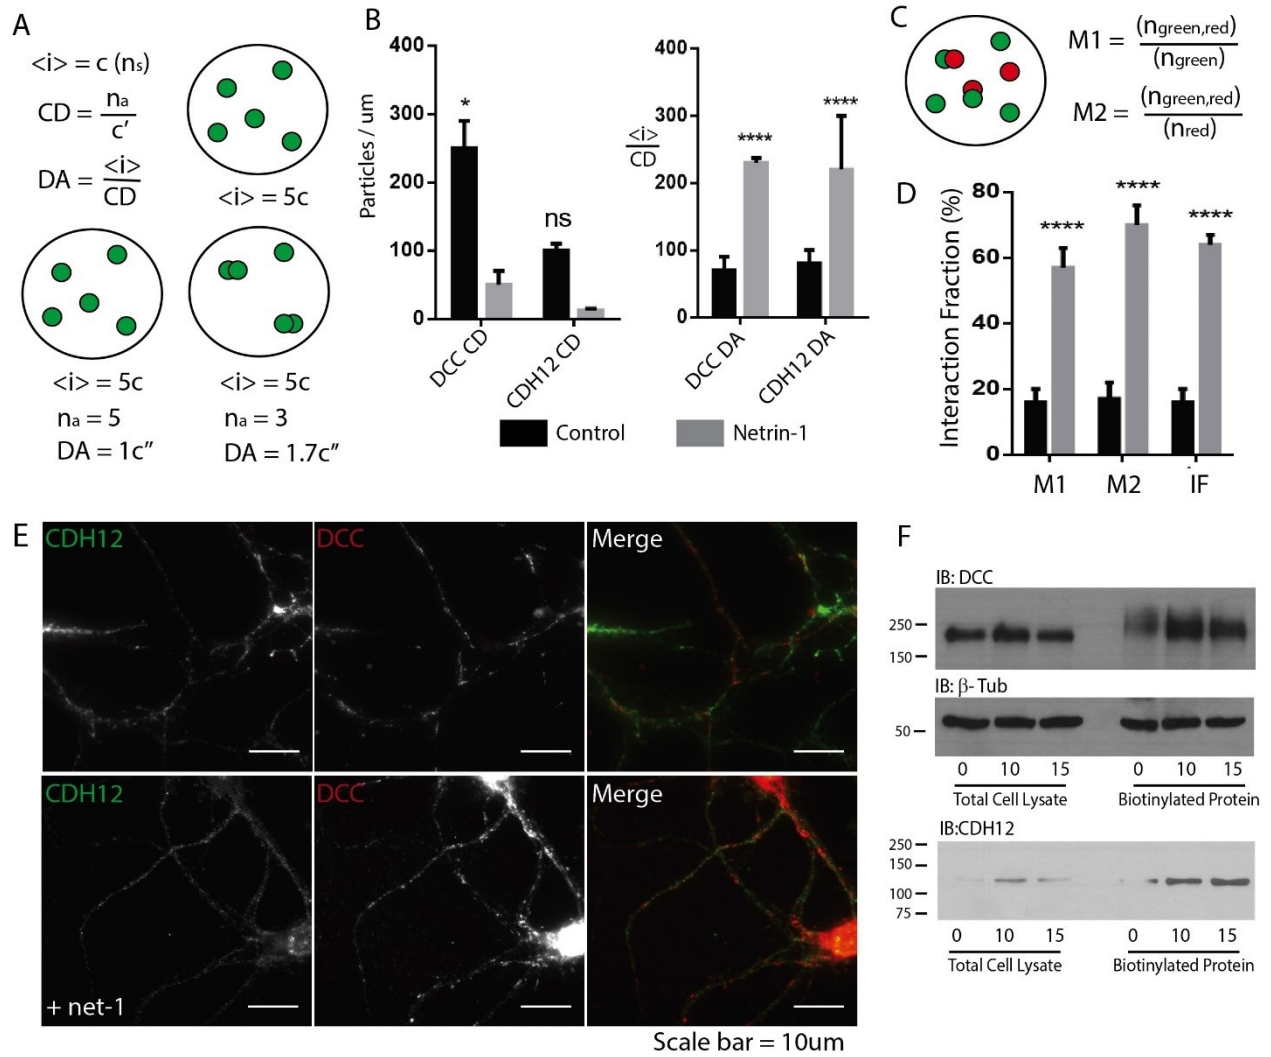 A
<i> = c (ns)
CD = na
c′
DA = <i>
CD
<i> = 5c
<i> = 5c
na = 5
DA = 1c″
<i> = 5c
na = 3
DA = 1.7c″
B
Particles / um
400
300
200
100
0
*
ns
DCC CD
CDH12 CD
<i>
CD
400
300
200
100
0
****
****
DCC DA
CDH12 DA
Control
Netrin-1
C
M1 = (ngreen,red)
(ngreen)
M2 = (ngreen,red)
(nred)
D
Interaction Fraction (%)
80
60
40
20
0
****
****
****
M1
M2
IF
E
CDH12
DCC
Merge
CDH12
DCC
Merge
+ net-1
Scale bar = 10um
F
IB: DCC
250
150
IB: β- Tub
50
0 10 15 0 10 15
Total Cell Lysate Biotinylated Protein
IB:CDH12
250
150
100
75
0 10 15 0 10 15
Total Cell Lysate Biotinylated Protein